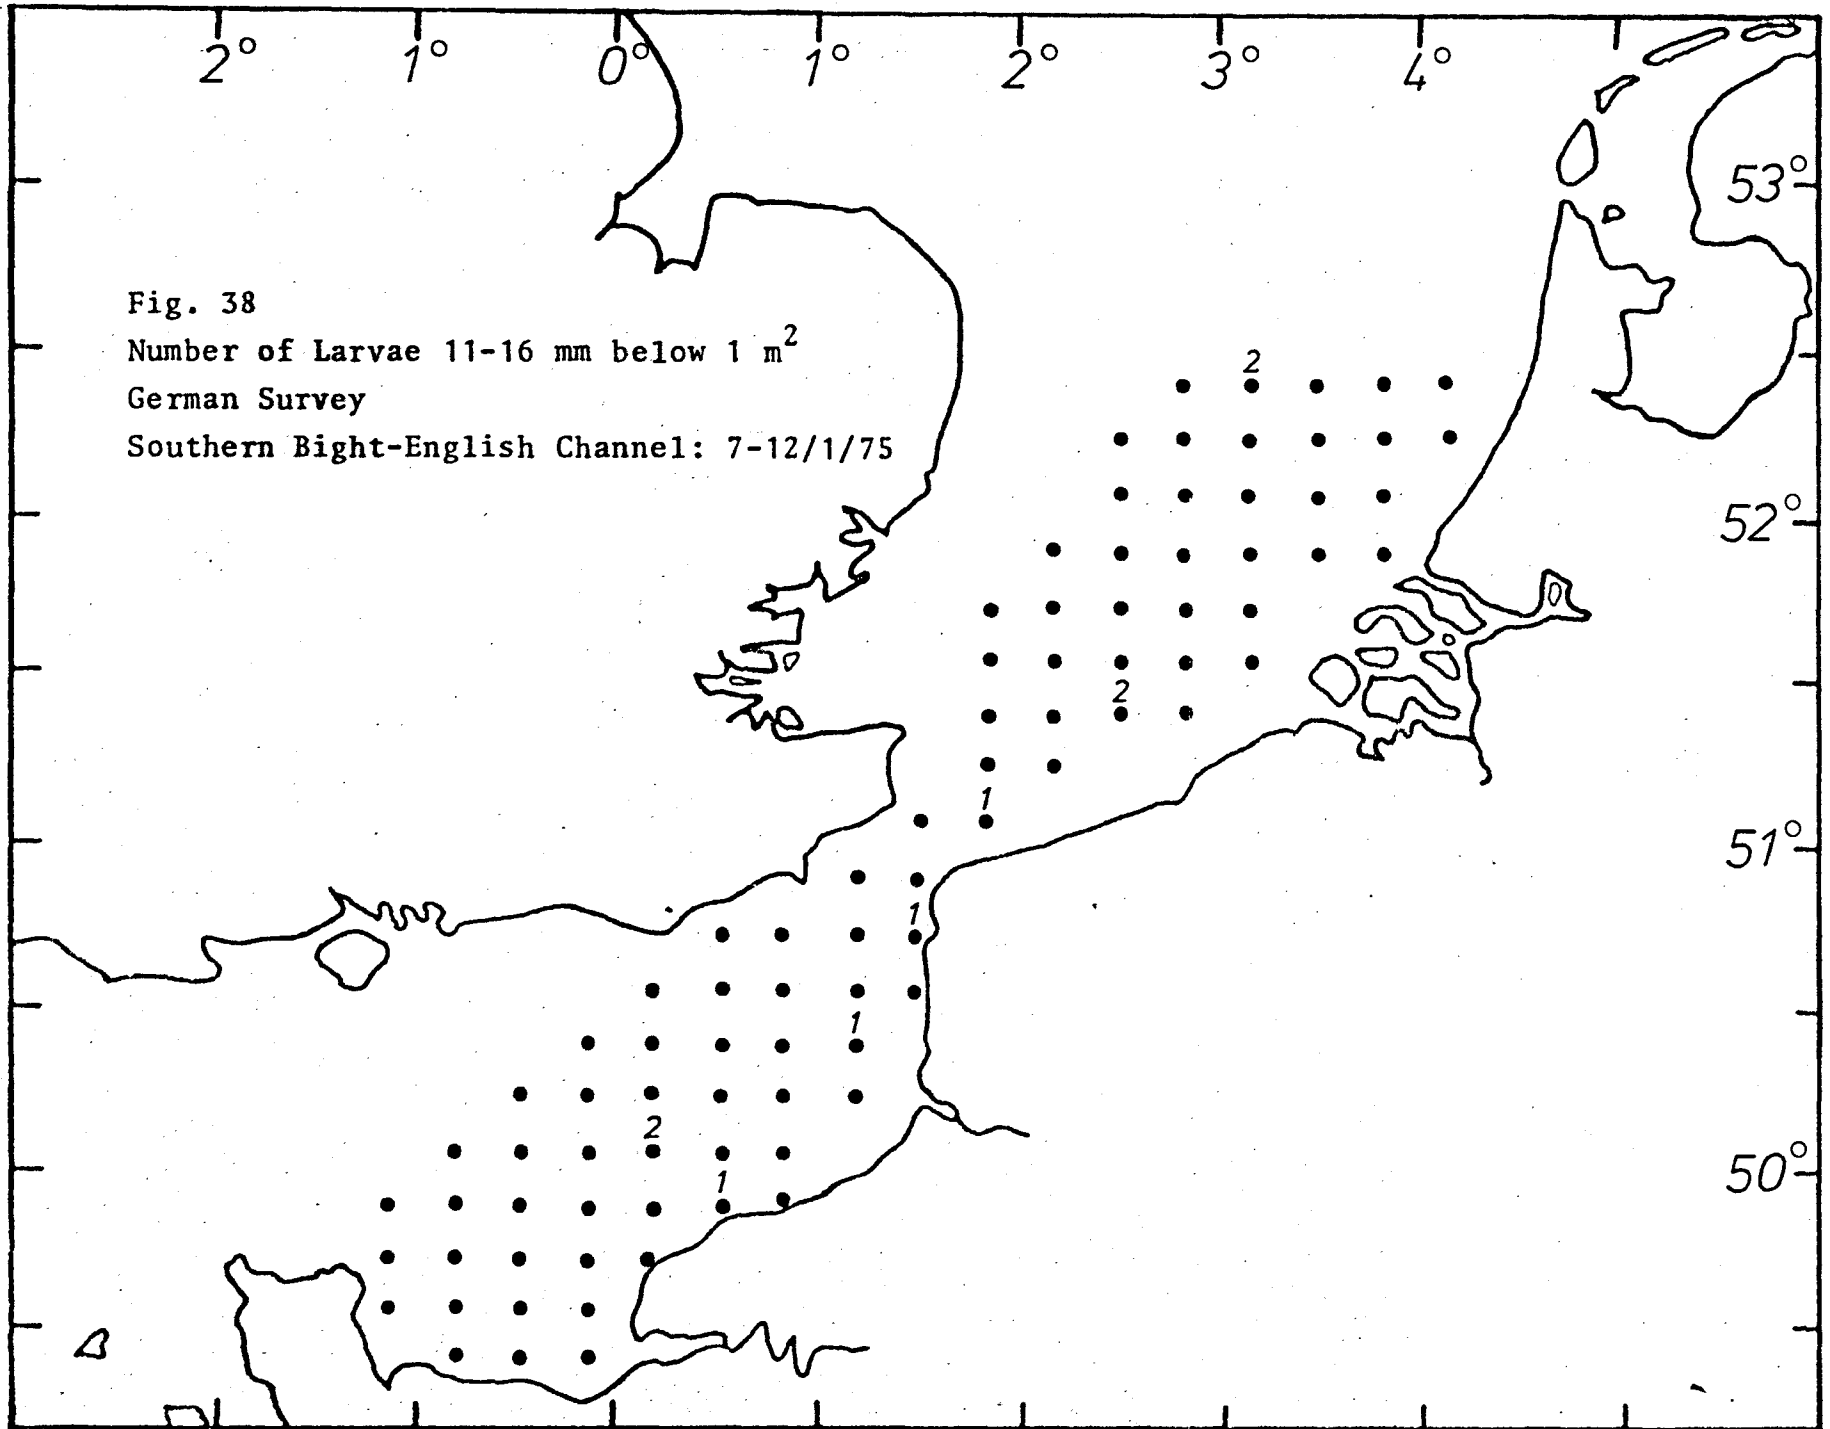 2° 1° 0° 1° 2° 3° 4°
53°
Fig. 38
Number of Larvae 11-16 mm below 1 m²
German Survey
Southern Bight-English Channel: 7-12/1/75
2
52°
2
1
51°
1
1
2
50°
1